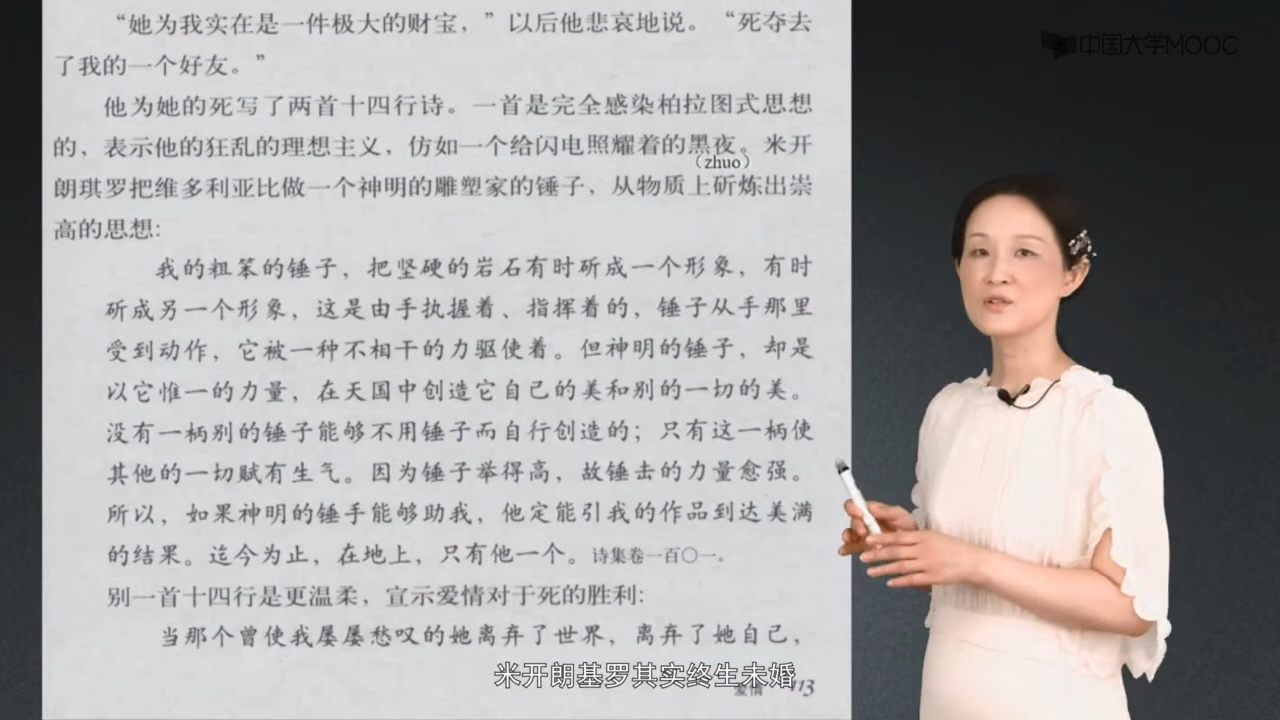 “她为我实在是一件极大的财宝，”以后他悲哀地说。“死夺去
了我的一个好友。”
他为她的死写了两首十四行诗。一首是完全感染柏拉图式思想
的，表示他的狂乱的理想主义，仿如一个给闪电照耀着的黑夜。米开
（zhuo）
朗琪罗把维多利亚比做一个神明的雕塑家的锤子，从物质上斫炼出崇
高的思想：
我的粗笨的锤子，把坚硬的岩石有时斫成一个形象，有时
斫成另一个形象，这是由手执握着、指挥着的，锤子从手那里
受到动作，它被一种不相干的力驱使着。但神明的锤子，却是
以它惟一的力量，在天国中创造它自己的美和别的一切的美。
没有一柄别的锤子能够不用锤子而自行创造的；只有这一柄使
其他的一切赋有生气。因为锤子举得高，故锤击的力量愈强。
所以，如果神明的锤手能够助我，他定能引我的作品到达美满
的结果。迄今为止，在地上，只有他一个。诗集卷一百〇一。
别一首十四行是更温柔，宣示爱情对于死的胜利：
当那个曾使我屡屡愁叹的她离弃了世界，离弃了她自己，
爱情 113
米开朗基罗其实终生未婚
中国大学MOOC